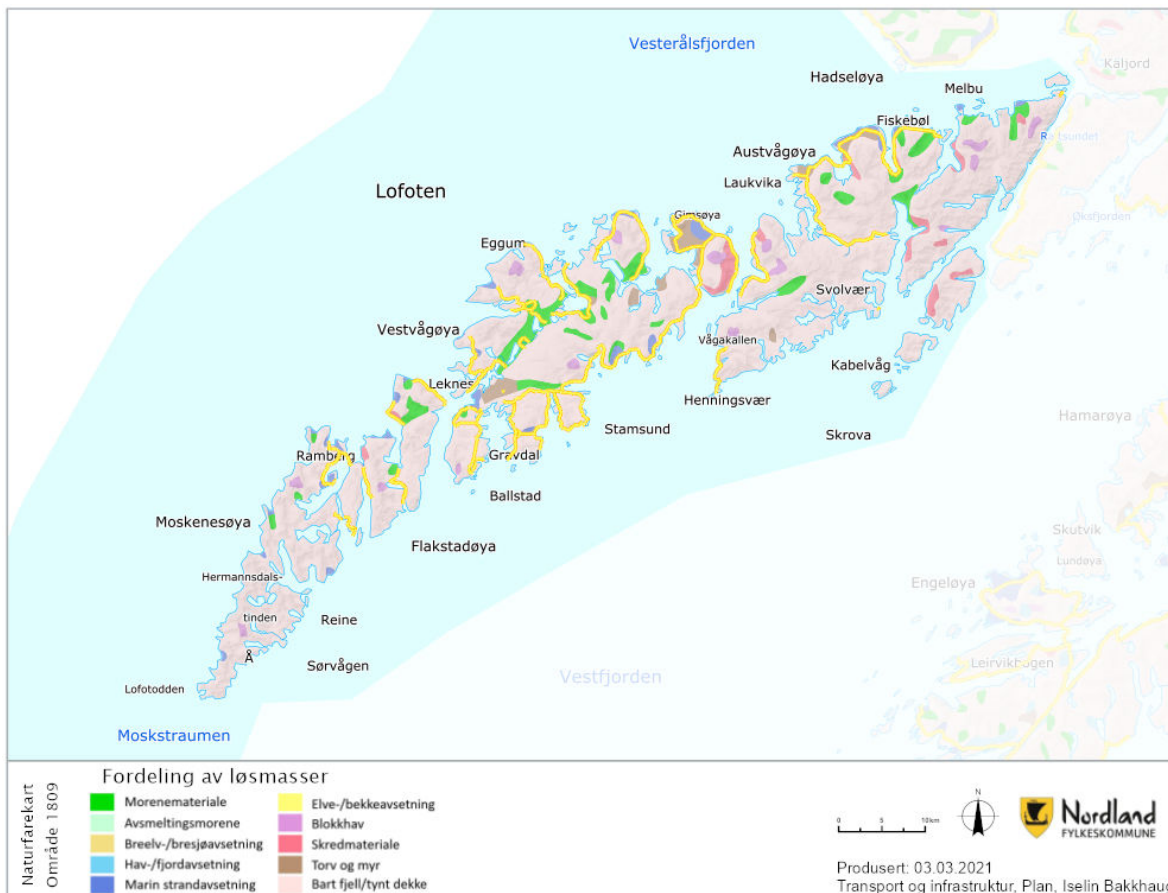 Vesterålsfjorden
Hadseløya
Kaljord
Melbu
Fiskebøl
Austvågøya
Lofoten
Laukvika
Gimsøya
Øksfjorden
Eggum
Svolvær
Vestvågøya
Vågakallen
Kabelvåg
Leknes
Henningsvær
Hamarøya
Stamsund
Skrova
Ramberg
Gravdal
Ballstad
Moskenesøya
Skutvik
Flakstadøya
Lundøya
Hermannsdals-
Engeløya
tinden
Reine
Å
Sørvågen
Leirvikbogen
Vestfjorden
Lofotodden
Moskstraumen
Naturfarekart
Område 1809
Fordeling av løsmasser
Morenemateriale
Avsmeltingsmorene
Breelv-/bresjøavsetning
Hav-/fjordavsetning
Marin strandavsetning
Elve-/bekkeavsetning
Blokkhav
Skredmateriale
Torv og myr
Bart fjell/tynt dekke
0 5 10km
N
Nordland
FYLKESKOMMUNE
Produsert: 03.03.2021
Transport og infrastruktur, Plan, Iselin Bakkhaug